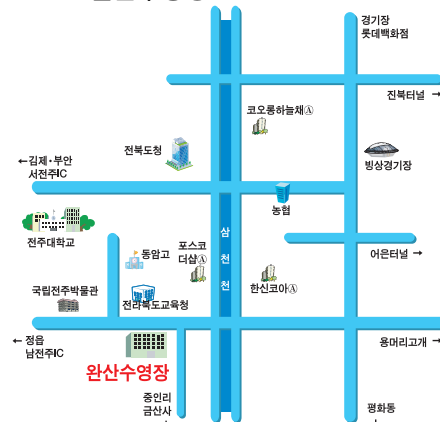 경기장
롯데백화점
진북터널 →
코오롱하늘채Ⓐ
전북도청
빙상경기장
←김제·부안
서전주IC
농협
전주대학교
삼천천
어은터널 →
동암고
포스코
더샵Ⓐ
한신코아Ⓐ
국립전주박물관
전라북도교육청
← 정읍
남전주IC
용머리고개 →
완산수영장
중인리
금산사
평화동